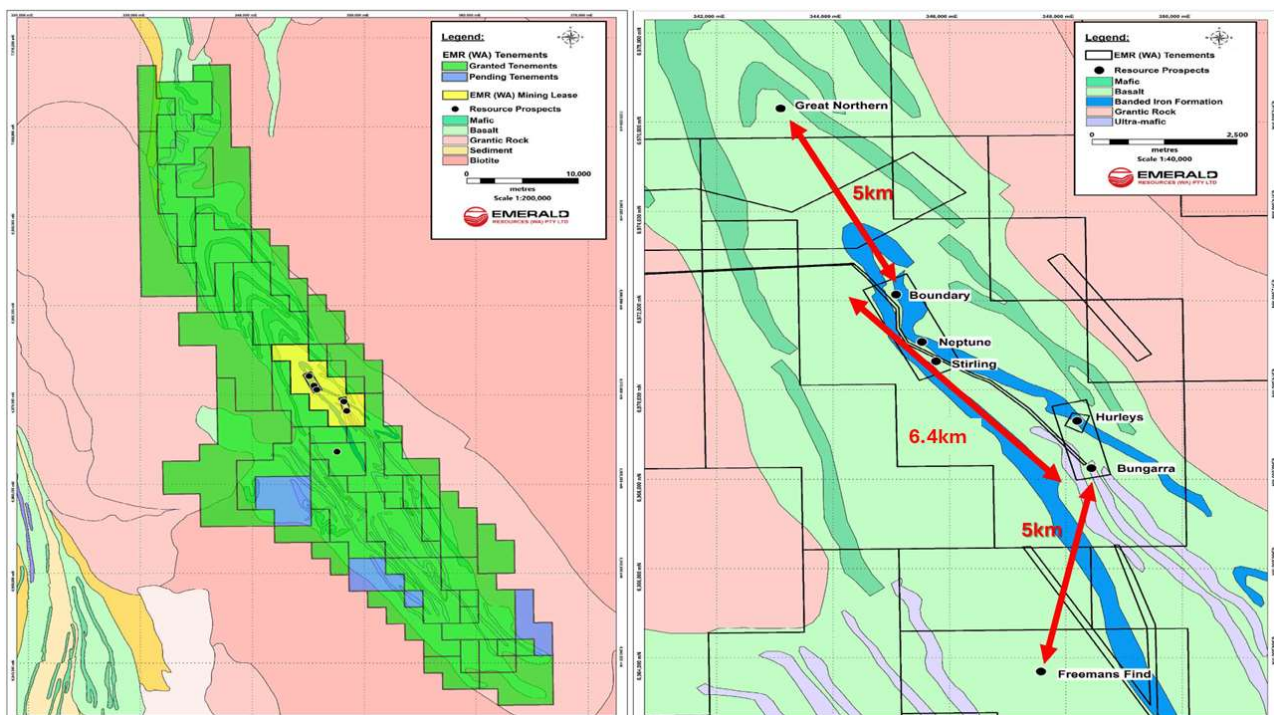 Legend:
EMR (WA) Tenements
Granted Tenements
Pending Tenements
EMR (WA) Mining Lease
Resource Prospects
Mafic
Basalt
Grantic Rock
Sediment
Biotite
0 10,000
metres
Scale 1:200,000
EMERALD
RESOURCES (WA) PTY LTD
342,000 mE 344,000 mE 346,000 mE 348,000 mE 350,000 mE
Legend:
EMR (WA) Tenements
Resource Prospects
Mafic
Basalt
Banded Iron Formation
Grantic Rock
Ultra-mafic
0 2,500
metres
Scale 1:40,000
EMERALD
RESOURCES (WA) PTY LTD
Great Northern
5km
Boundary
Neptune
Stirling
Hurleys
6.4km
Bungarra
5km
Freemans Find